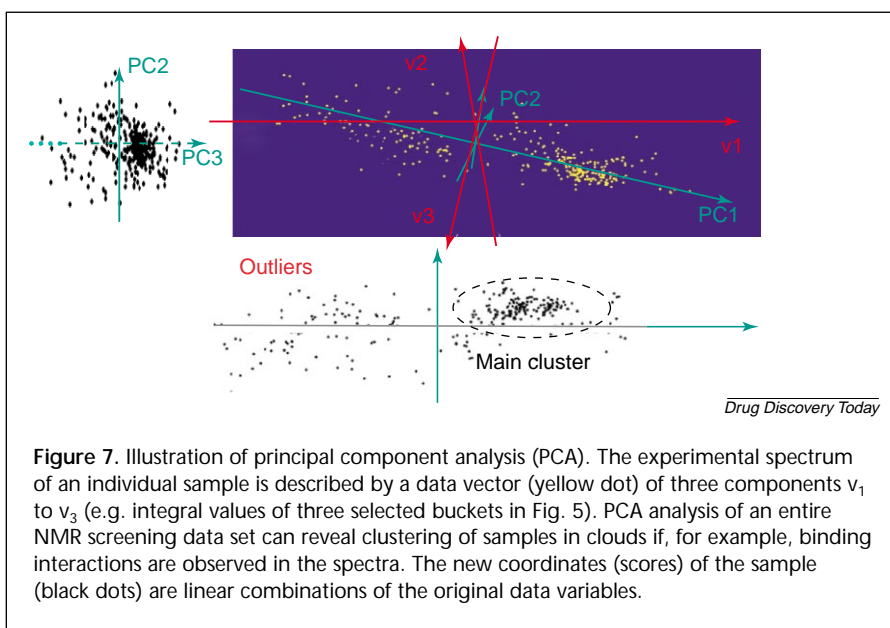 PC2
PC3
v2
PC2
v1
v3
PC1
Outliers
Main cluster
Drug Discovery Today
Figure 7. Illustration of principal component analysis (PCA). The experimental spectrum
of an individual sample is described by a data vector (yellow dot) of three components v1
to v3 (e.g. integral values of three selected buckets in Fig. 5). PCA analysis of an entire
NMR screening data set can reveal clustering of samples in clouds if, for example, binding
interactions are observed in the spectra. The new coordinates (scores) of the sample
(black dots) are linear combinations of the original data variables.